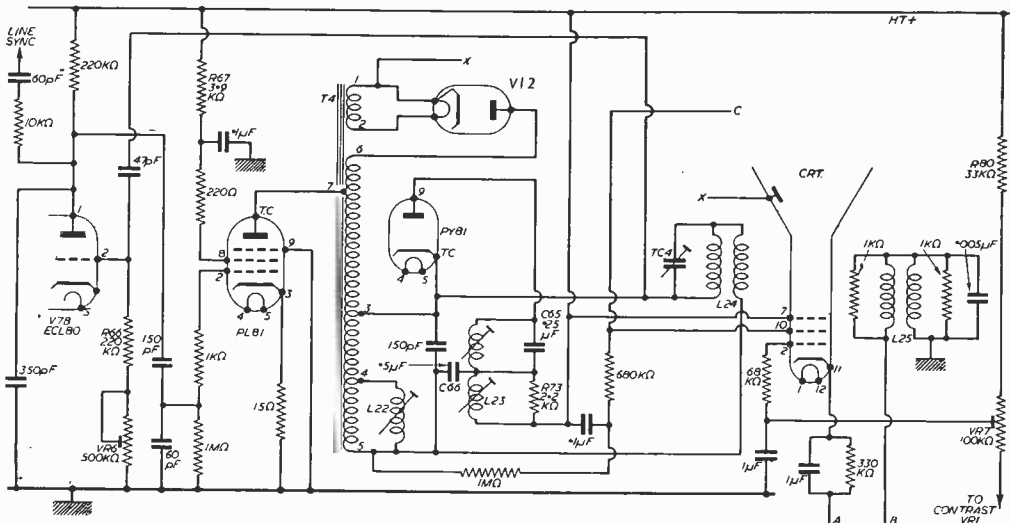 HT+
LINE
SYNC
60pF
10KΩ
220KΩ
R67
3·9
KΩ
·1µF
220Ω
47pF
1
2
V78
ECL80
5
R66
220
KΩ
150
pF
350pF
VR6
500KΩ
60
pF
1KΩ
1MΩ
TC
8
2
9
3
4
5
PL81
15Ω
T4
1
2
X
V12
6
7
9
PY81
TC
4
5
3
150pF
·5µF
C66
C65
·25
µF
4
L22
L23
R73
2·2
KΩ
5
1MΩ
·1µF
680KΩ
C
TC4
L24
CRT.
X
7
10
2
11
1
12
68
KΩ
1µF
1µF
330
KΩ
A
B
1KΩ
1KΩ
·005µF
L25
R80
33KΩ
VR7
100KΩ
TO
CONTRAST
VR1